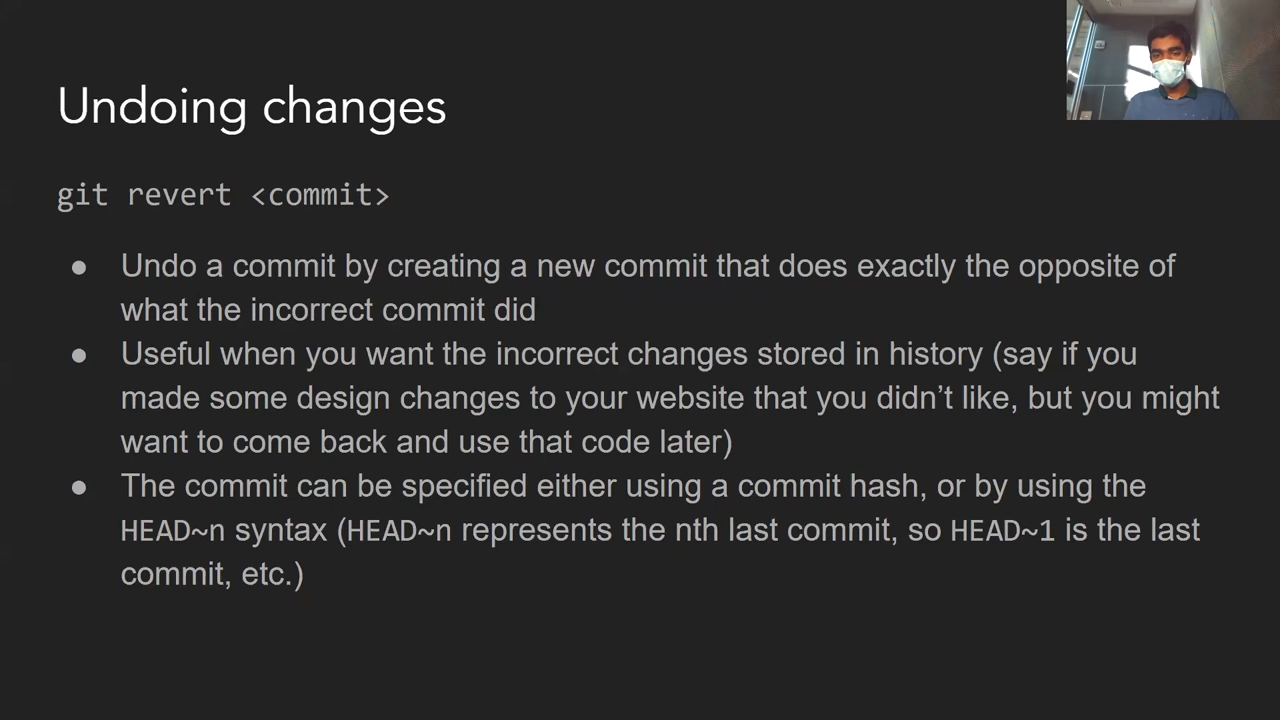 Undoing changes
git revert <commit>
● Undo a commit by creating a new commit that does exactly the opposite of
what the incorrect commit did
● Useful when you want the incorrect changes stored in history (say if you
made some design changes to your website that you didn’t like, but you might
want to come back and use that code later)
● The commit can be specified either using a commit hash, or by using the
HEAD~n syntax (HEAD~n represents the nth last commit, so HEAD~1 is the last
commit, etc.)